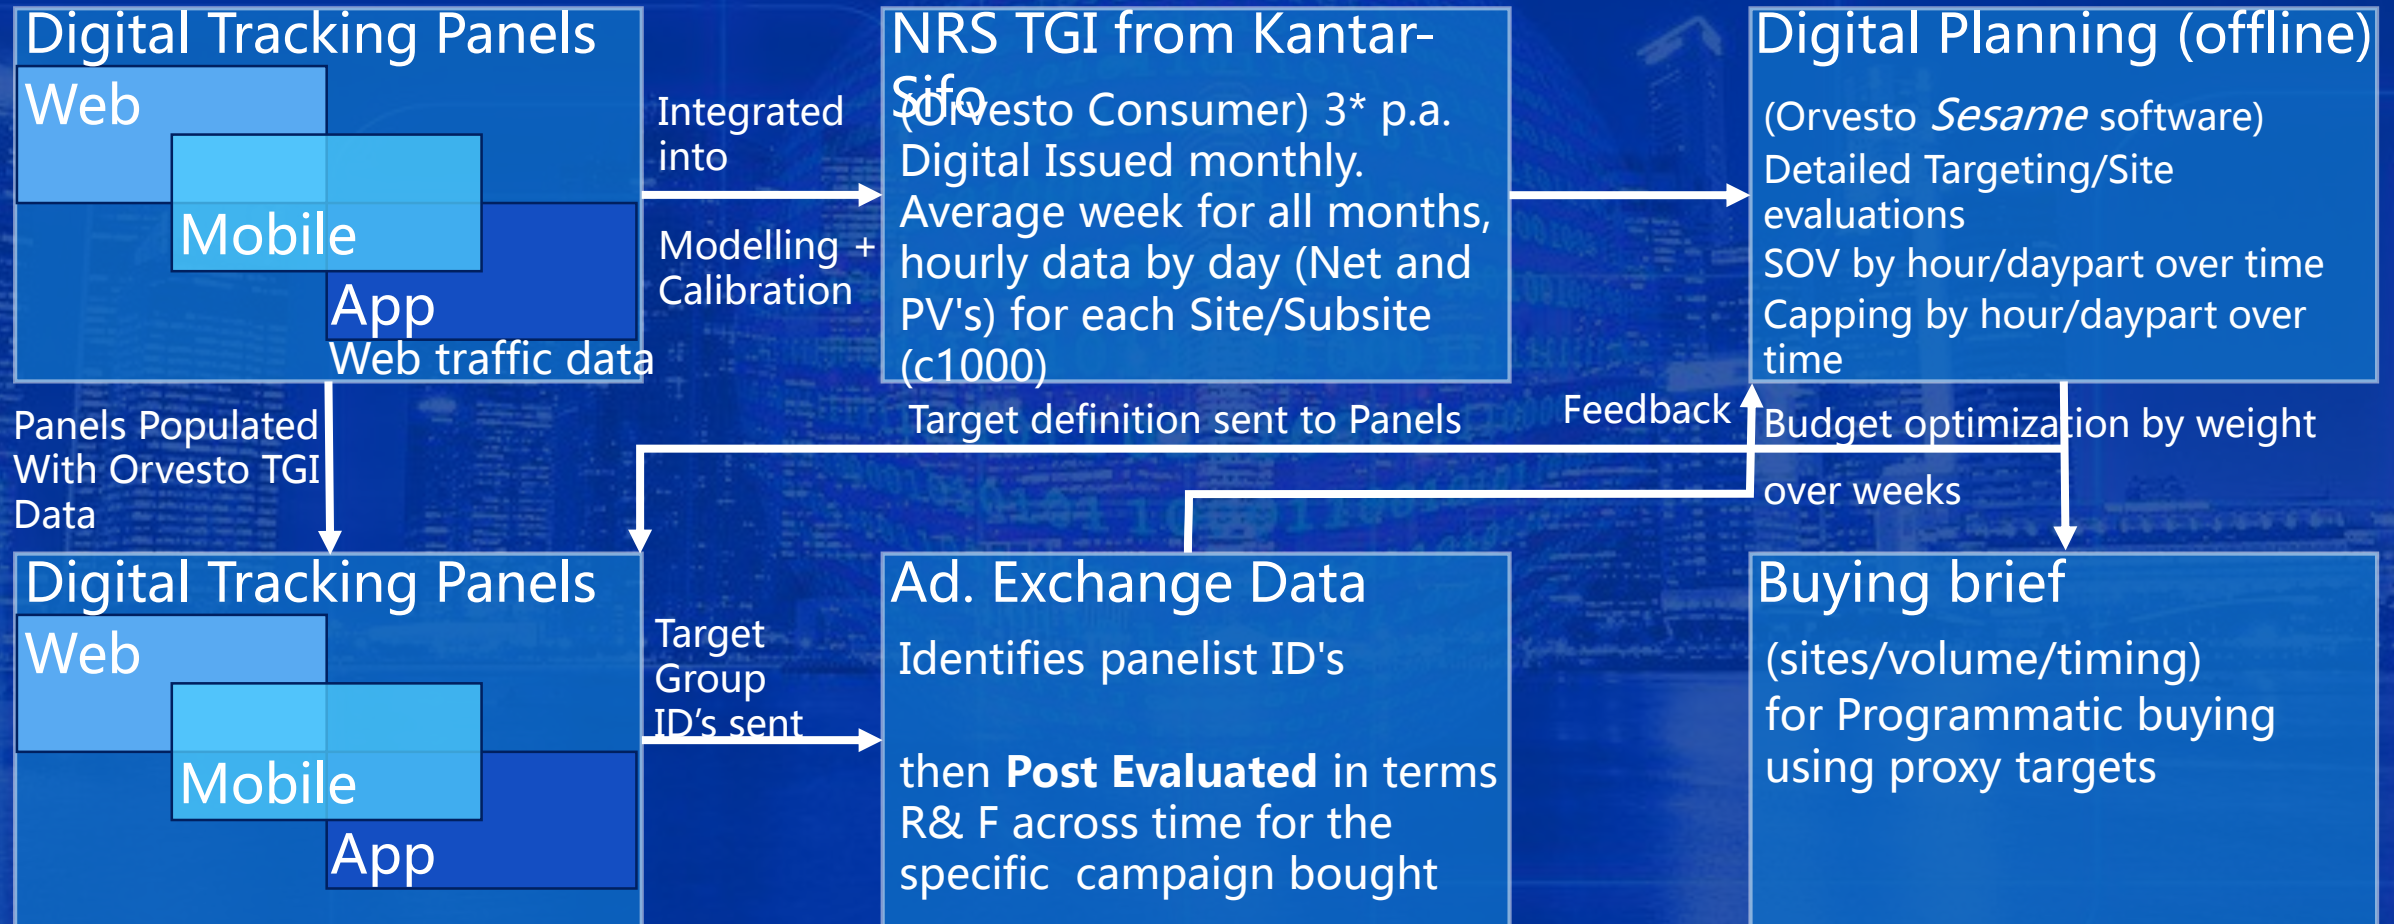 Digital Tracking Panels
Web
Mobile
App
Web traffic data
Integrated
into
Modelling +
Calibration
NRS TGI from Kantar-
Sifo
(Orvesto Consumer) 3* p.a.
Digital Issued monthly.
Average week for all months,
hourly data by day (Net and
PV's) for each Site/Subsite
(c1000)
Digital Planning (offline)
(Orvesto Sesame software)
Detailed Targeting/Site
evaluations
SOV by hour/daypart over time
Capping by hour/daypart over
time
Panels Populated
With Orvesto TGI
Data
Target definition sent to Panels
Feedback
Budget optimization by weight
over weeks
Digital Tracking Panels
Web
Mobile
App
Target
Group
ID’s sent
Ad. Exchange Data
Identifies panelist ID's
then Post Evaluated in terms
R& F across time for the
specific  campaign bought
Buying brief
(sites/volume/timing)
for Programmatic buying
using proxy targets